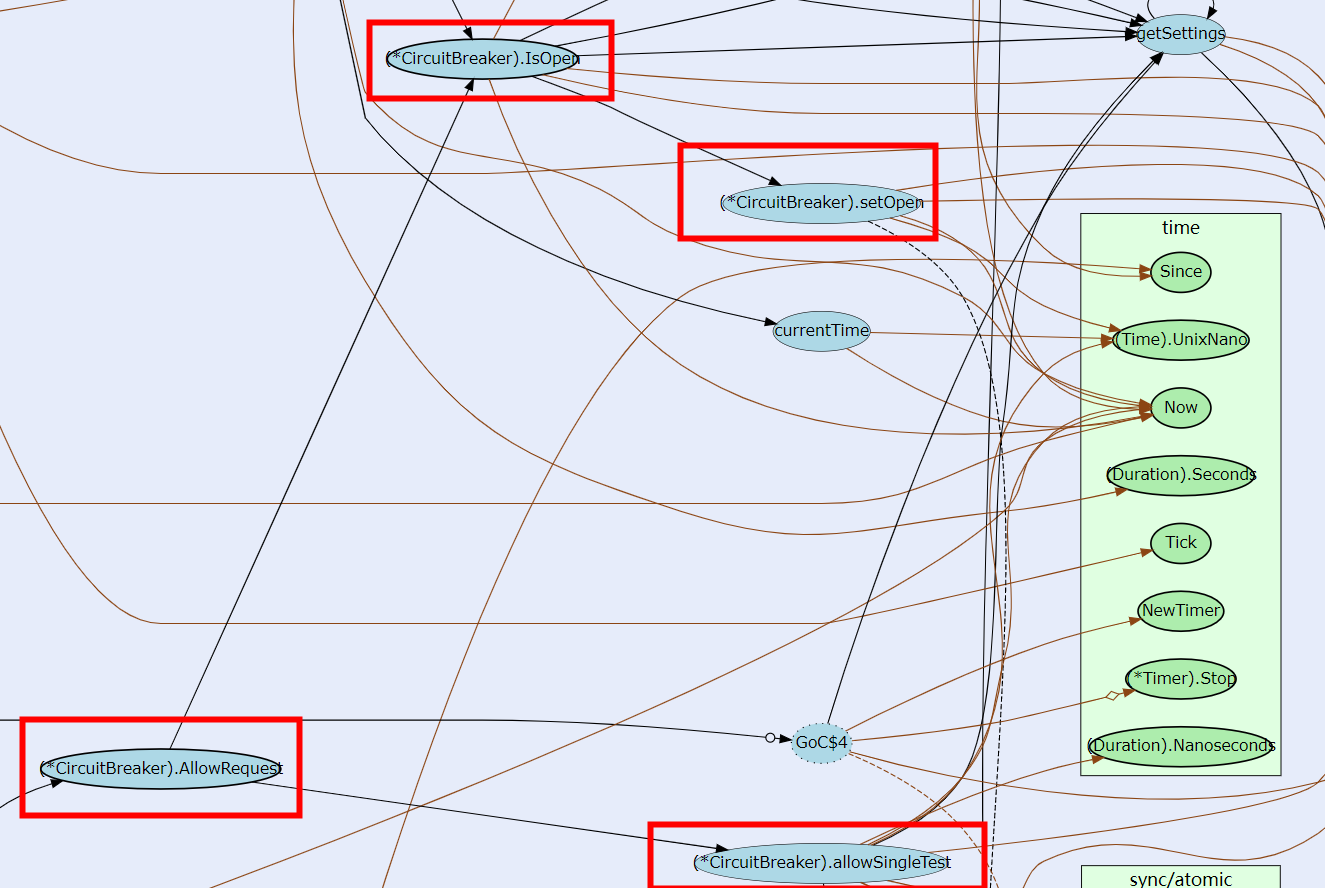 (*CircuitBreaker).IsOpen
getSettings
(*CircuitBreaker).setOpen
time
Since
currentTime
(Time).UnixNano
Now
(Duration).Seconds
Tick
NewTimer
(*Timer).Stop
GoC$4
(Duration).Nanoseconds
(*CircuitBreaker).AllowRequest
(*CircuitBreaker).allowSingleTest
sync/atomic